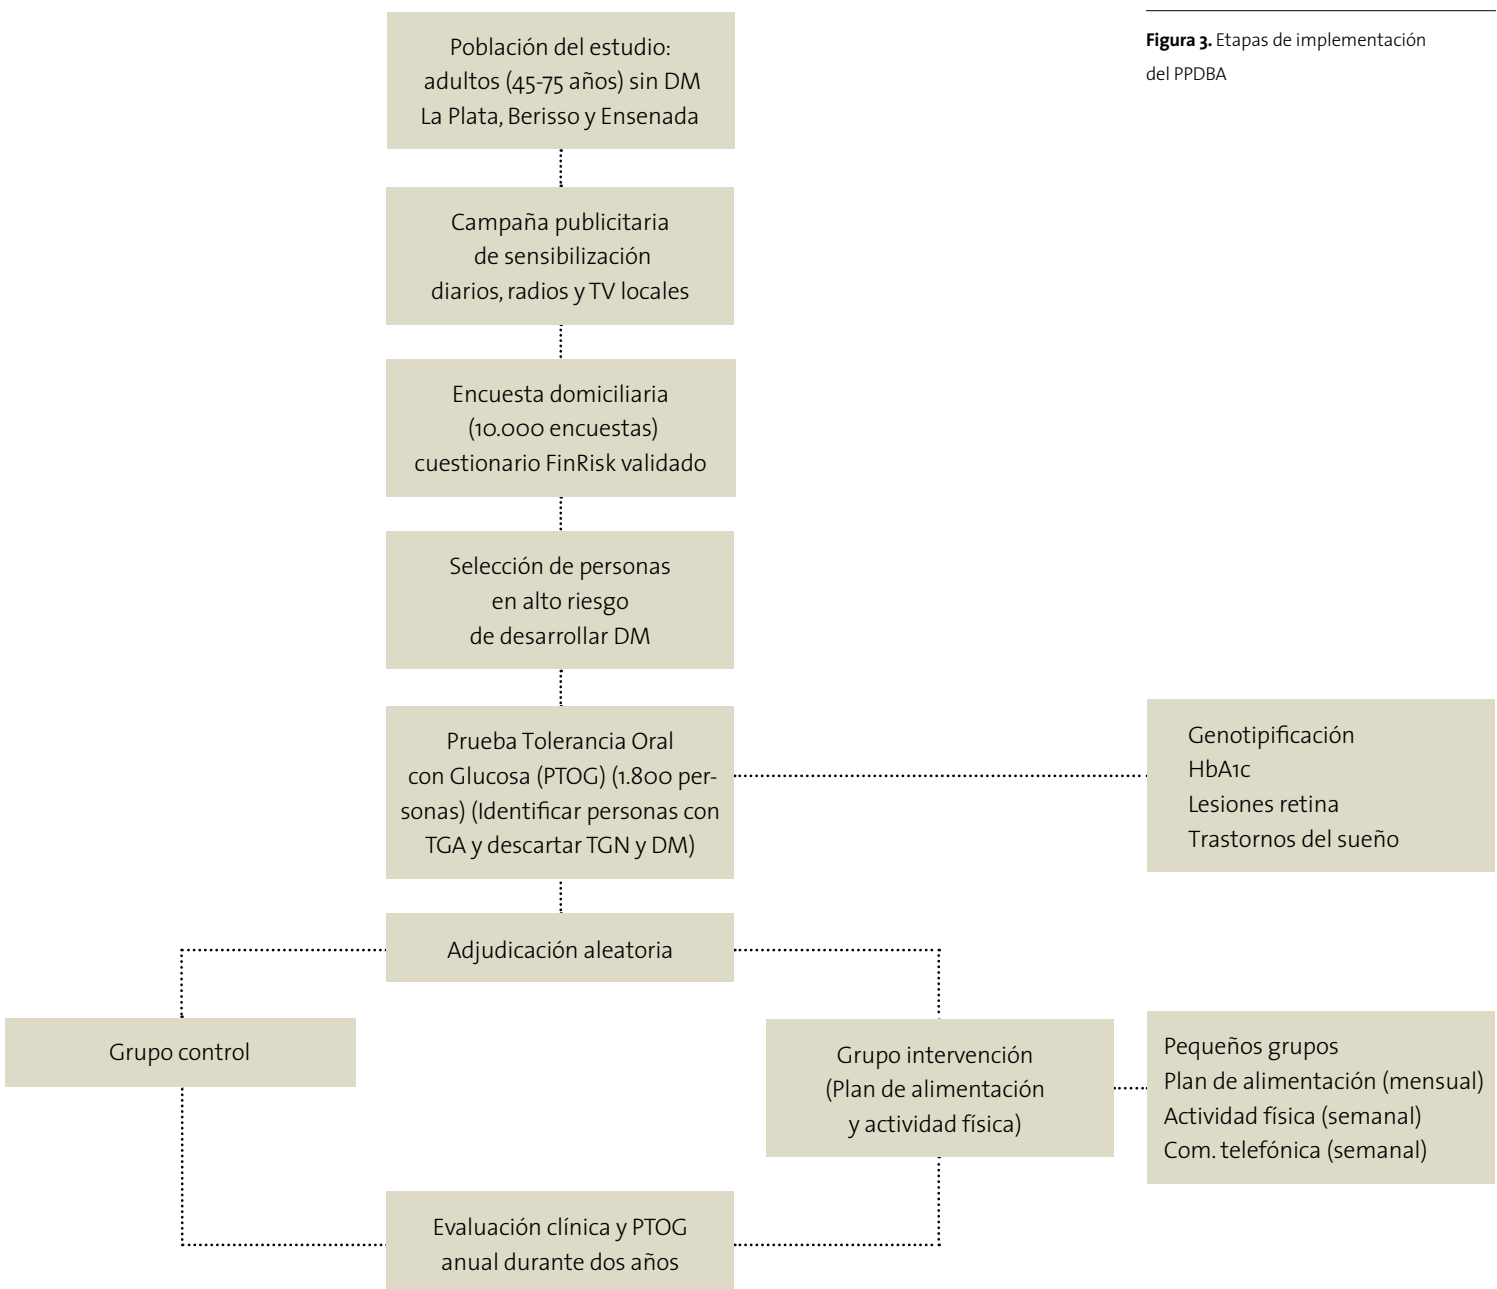 Figura 3. Etapas de implementación
del PPDBA
Población del estudio:
adultos (45-75 años) sin DM
La Plata, Berisso y Ensenada
Campaña publicitaria
de sensibilización
diarios, radios y TV locales
Encuesta domiciliaria
(10.000 encuestas)
cuestionario FinRisk validado
Selección de personas
en alto riesgo
de desarrollar DM
Prueba Tolerancia Oral
con Glucosa (PTOG) (1.800 per-
sonas) (Identificar personas con
TGA y descartar TGN y DM)
Genotipificación
HbA1c
Lesiones retina
Trastornos del sueño
Adjudicación aleatoria
Grupo control
Grupo intervención
(Plan de alimentación
y actividad física)
Pequeños grupos
Plan de alimentación (mensual)
Actividad física (semanal)
Com. telefónica (semanal)
Evaluación clínica y PTOG
anual durante dos años